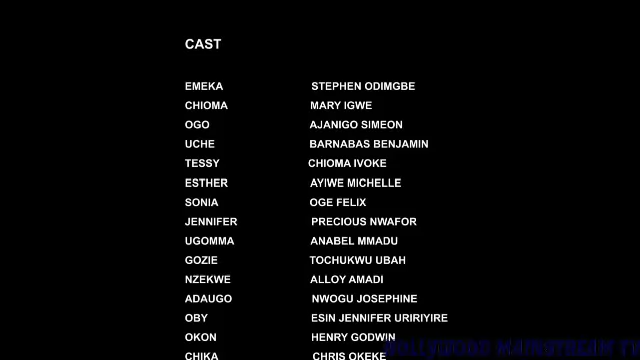 CAST
EMEKA STEPHEN ODIMGBE
CHIOMA MARY IGWE
OGO AJANIGO SIMEON
UCHE BARNABAS BENJAMIN
TESSY CHIOMA IVOKE
ESTHER AYIWE MICHELLE
SONIA OGE FELIX
JENNIFER PRECIOUS NWAFOR
UGOMMA ANABEL MMADU
GOZIE TOCHUKWU UBAH
NZEKWE ALLOY AMADI
ADAUGO NWOGU JOSEPHINE
OBY ESIN JENNIFER URIRIYIRE
OKON HENRY GODWIN
CHIKA CHRIS OKEKE